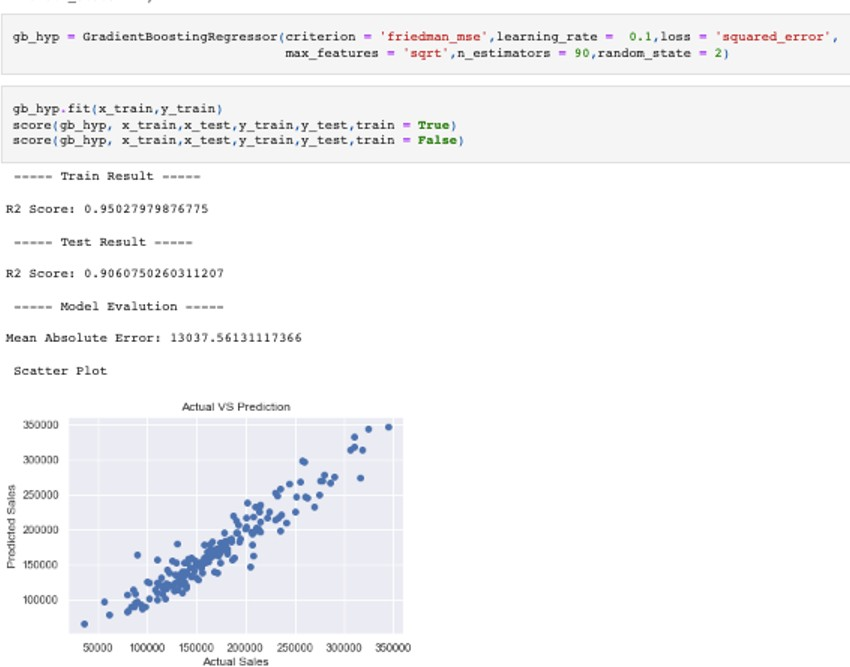 gb_hyp = GradientBoostingRegressor(criterion = 'friedman_mse',learning_rate =  0.1,loss = 'squared_error',
max_features = 'sqrt',n_estimators = 90,random_state = 2)
gb_hyp.fit(x_train,y_train)
score(gb_hyp, x_train,x_test,y_train,y_test,train = True)
score(gb_hyp, x_train,x_test,y_train,y_test,train = False)
----- Train Result -----
R2 Score: 0.95027979876775
----- Test Result -----
R2 Score: 0.9060750260311207
----- Model Evalution -----
Mean Absolute Error: 13037.56131117366
Scatter Plot
Actual VS Prediction
350000
300000
250000
200000
150000
100000
Predicted Sales
50000 100000 150000 200000 250000 300000 350000
Actual Sales